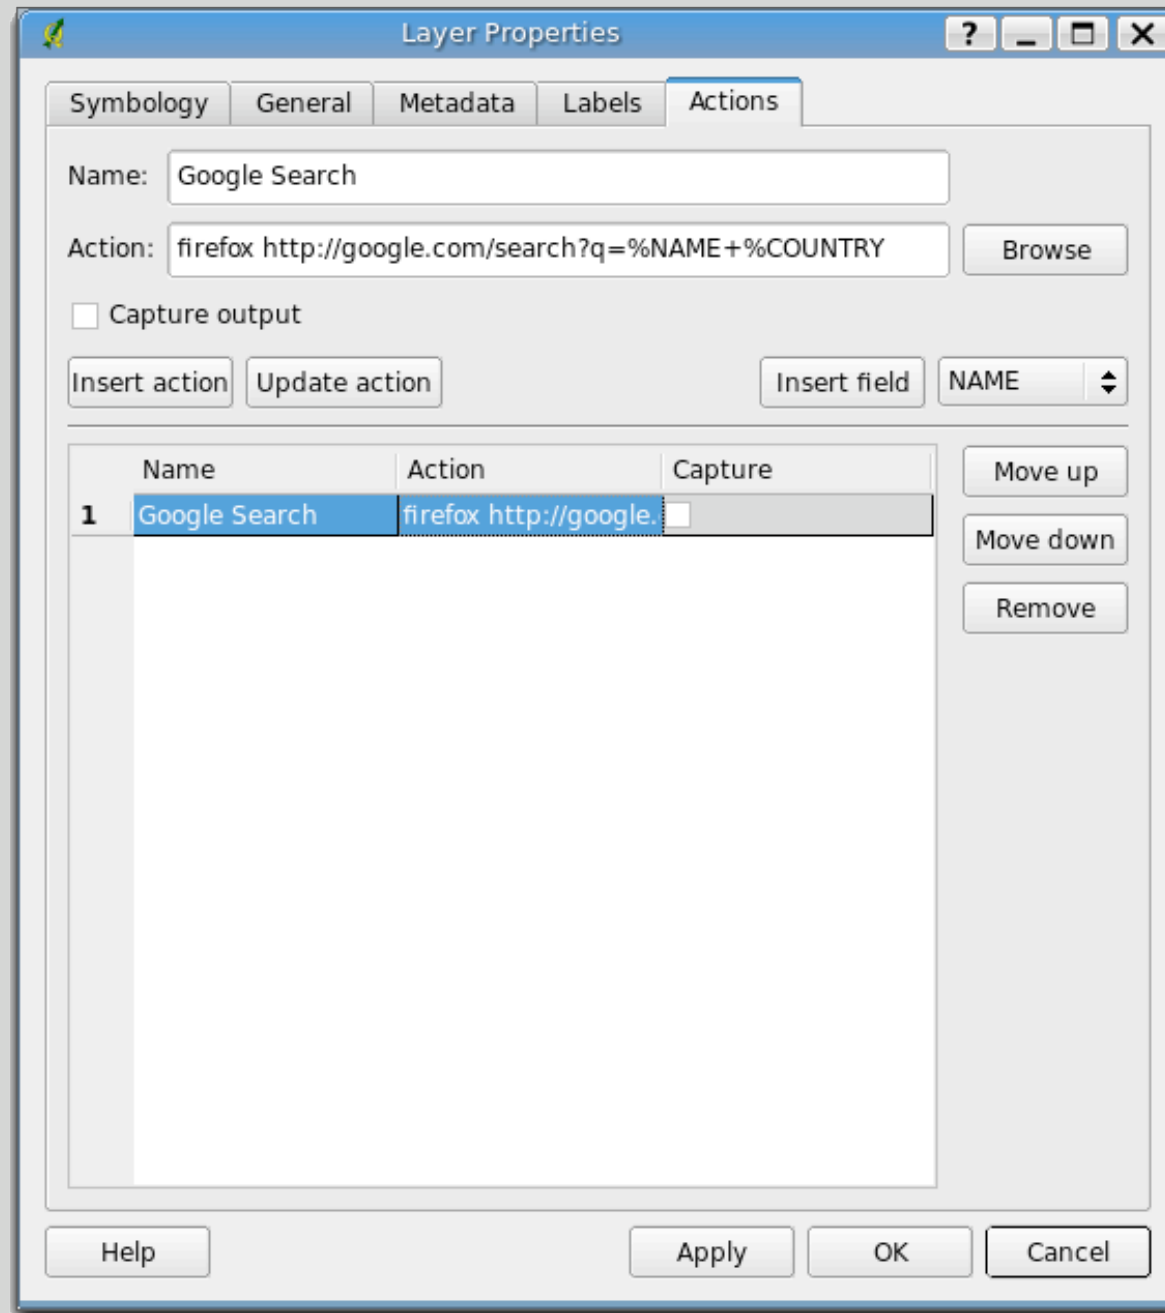 Layer Properties
Symbology General Metadata Labels Actions
Name: Google Search
Action: firefox http://google.com/search?q=%NAME+%COUNTRY Browse
Capture output
Insert action Update action Insert field NAME
Name Action Capture Move up
1 Google Search firefox http://google.
Move down
Remove
Help Apply OK Cancel